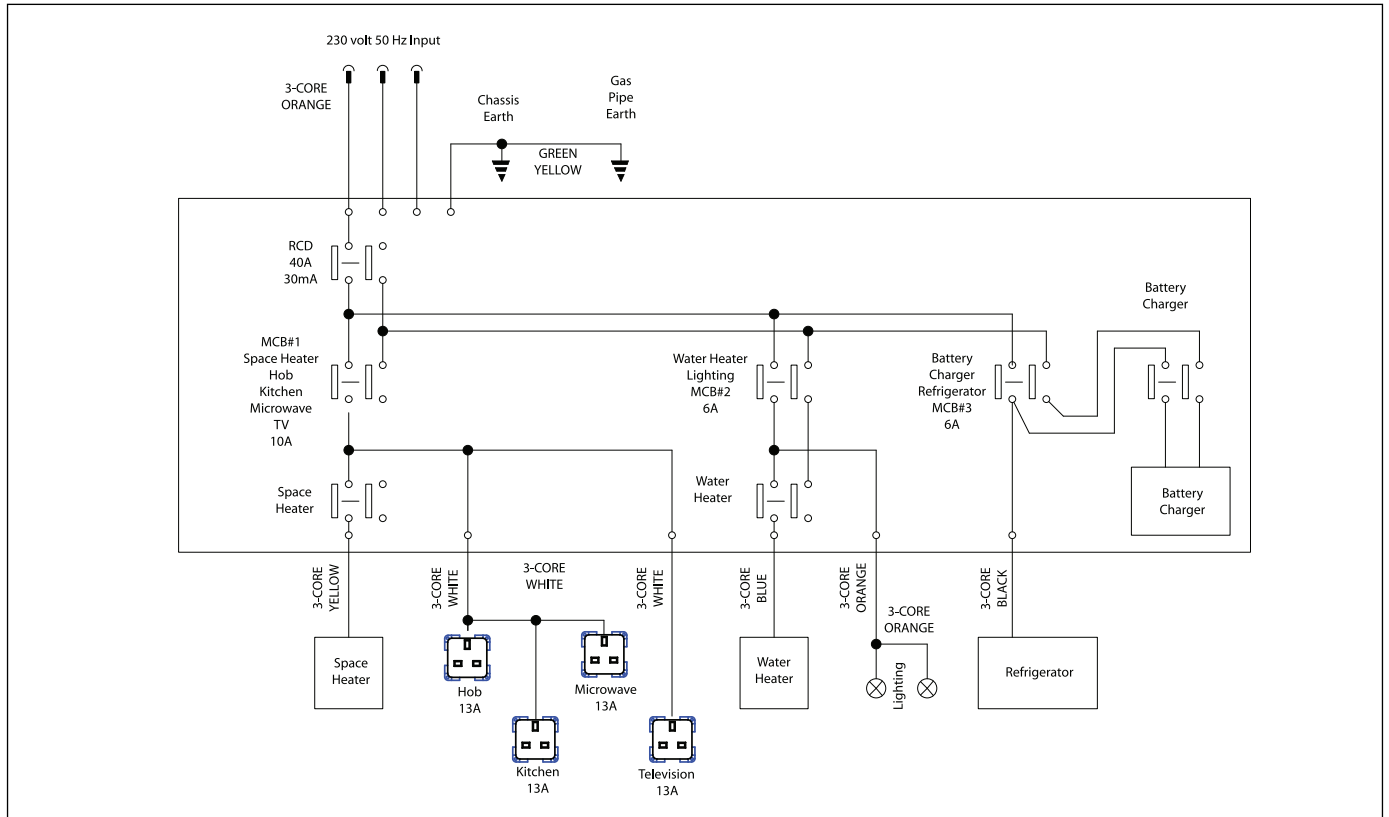 230 volt 50 Hz Input
3-CORE
ORANGE
Chassis
Earth
Gas
Pipe
Earth
GREEN
YELLOW
RCD
40A
30mA
Battery
Charger
MCB#1
Space Heater
Hob
Kitchen
Microwave
TV
10A
Water Heater
Lighting
MCB#2
6A
Battery
Charger
Refrigerator
MCB#3
6A
Space
Heater
Water
Heater
Battery
Charger
3-CORE
YELLOW
3-CORE
WHITE
3-CORE
WHITE
3-CORE
WHITE
3-CORE
BLUE
3-CORE
ORANGE
3-CORE
ORANGE
3-CORE
BLACK
Space
Heater
Hob
13A
Microwave
13A
Kitchen
13A
Television
13A
Water
Heater
Lighting
Refrigerator